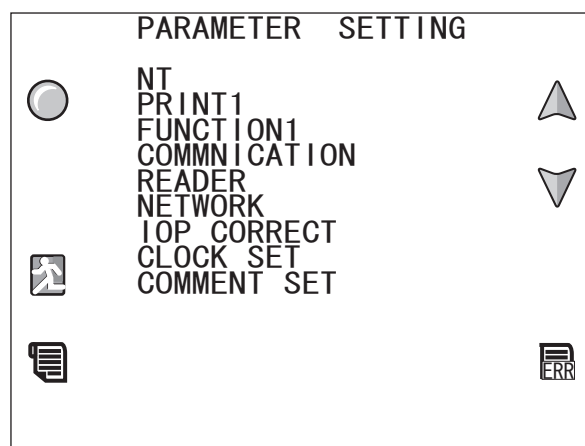 PARAMETER SETTING
NT
PRINT1
FUNCTION1
COMMNICATION
READER
NETWORK
IOP CORRECT
CLOCK SET
COMMENT SET
ERR